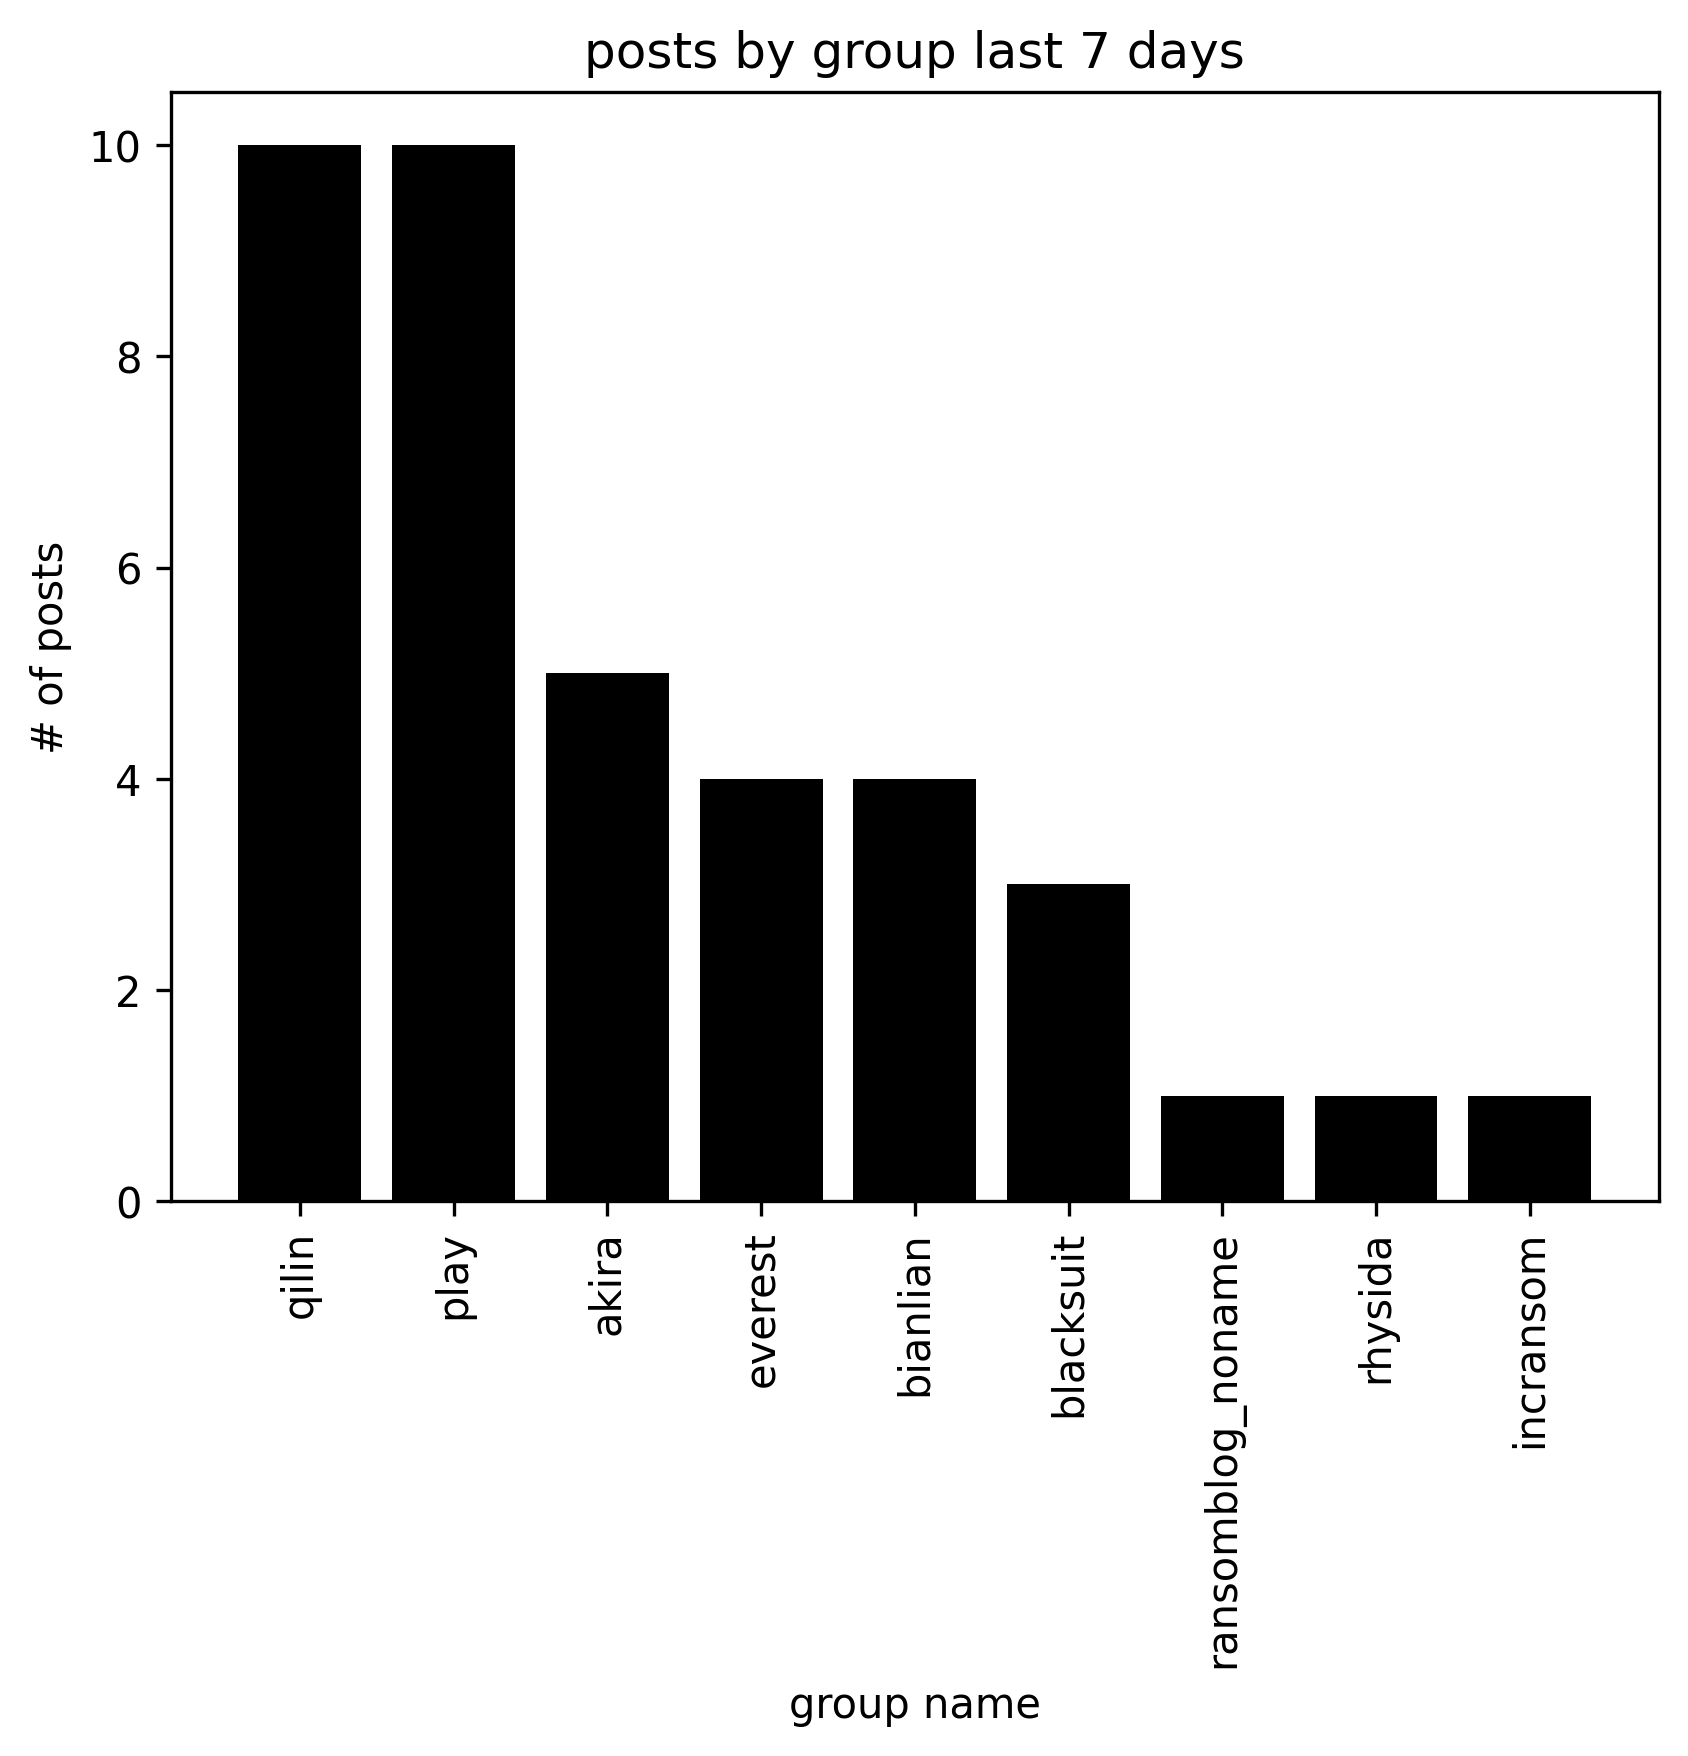 posts by group last 7 days
10
8
6
4
2
0
# of posts
qilin
play
akira
everest
bianlian
blacksuit
ransomblog_noname
rhysida
incransom
group name